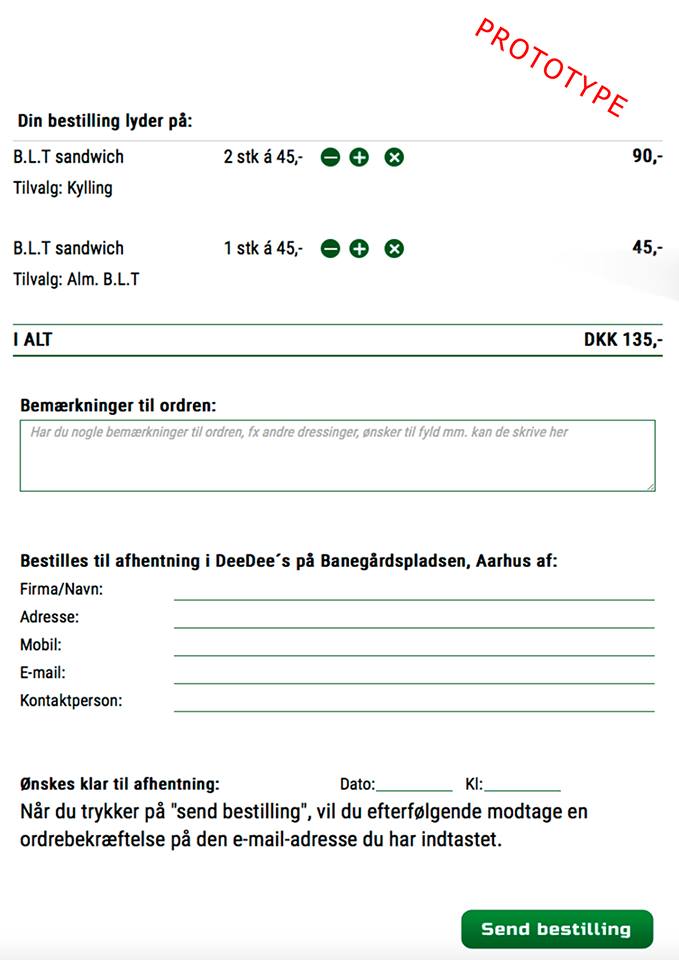 PROTOTYPE
Din bestilling lyder på:
B.L.T sandwich 2 stk á 45,- 90,-
Tilvalg: Kylling
B.L.T sandwich 1 stk á 45,- 45,-
Tilvalg: Alm. B.L.T
I ALT DKK 135,-
Bemærkninger til ordren:
Har du nogle bemærkninger til ordren, fx andre dressinger, ønsker til fyld mm. kan de skrive her
Bestilles til afhentning i DeeDee´s på Banegårdspladsen, Aarhus af:
Firma/Navn:
Adresse:
Mobil:
E-mail:
Kontaktperson:
Ønskes klar til afhentning: Dato: Kl:
Når du trykker på "send bestilling", vil du efterfølgende modtage en
ordrebekræftelse på den e-mail-adresse du har indtastet.
Send bestilling